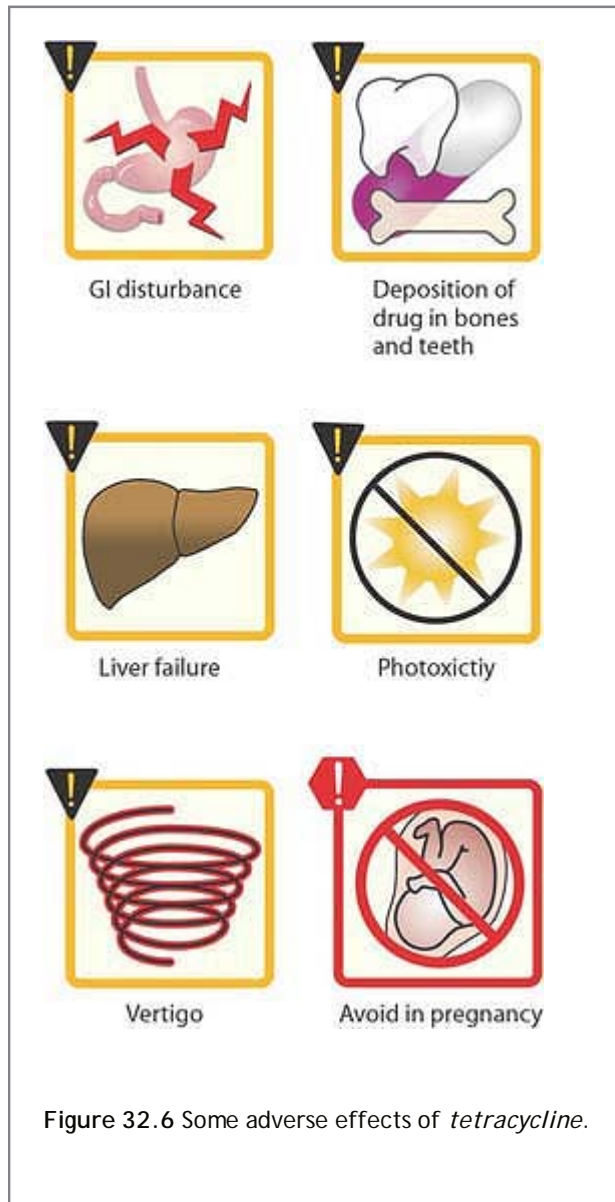 GI disturbance
Deposition of
drug in bones
and teeth
Liver failure
Photoxictiy
Vertigo
Avoid in pregnancy
Figure 32.6 Some adverse effects of tetracycline.